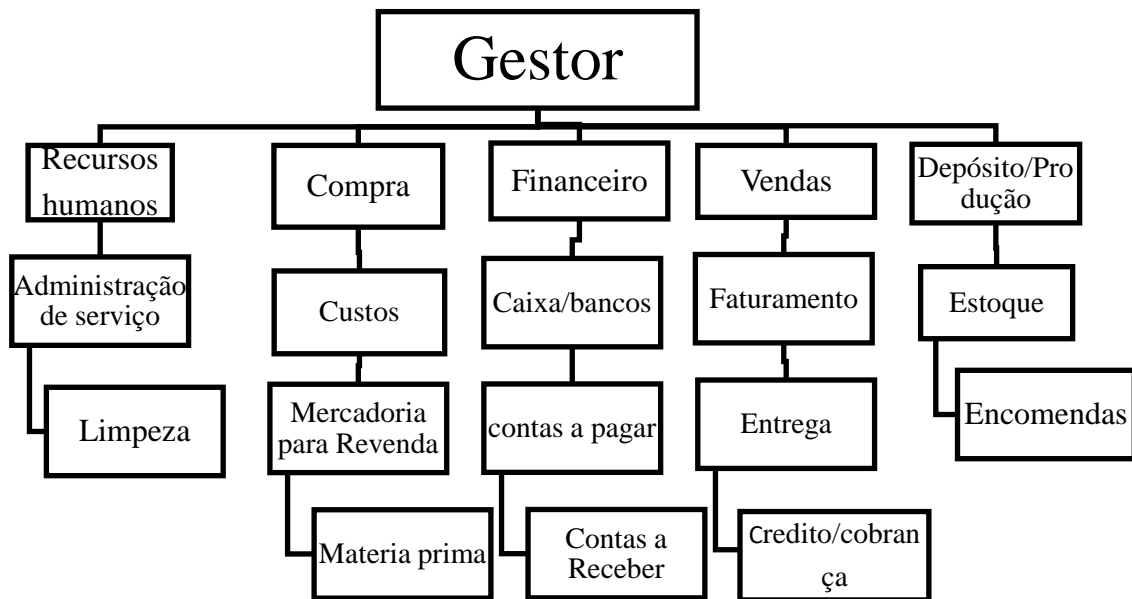 Gestor
Recursos
humanos
Compra
Financeiro
Vendas
Depósito/Pro
dução
Administração
de serviço
Custos
Caixa/bancos
Faturamento
Estoque
Limpeza
Mercadoria
para Revenda
contas a pagar
Entrega
Encomendas
Materia prima
Contas a
Receber
Credito/cobran
ça